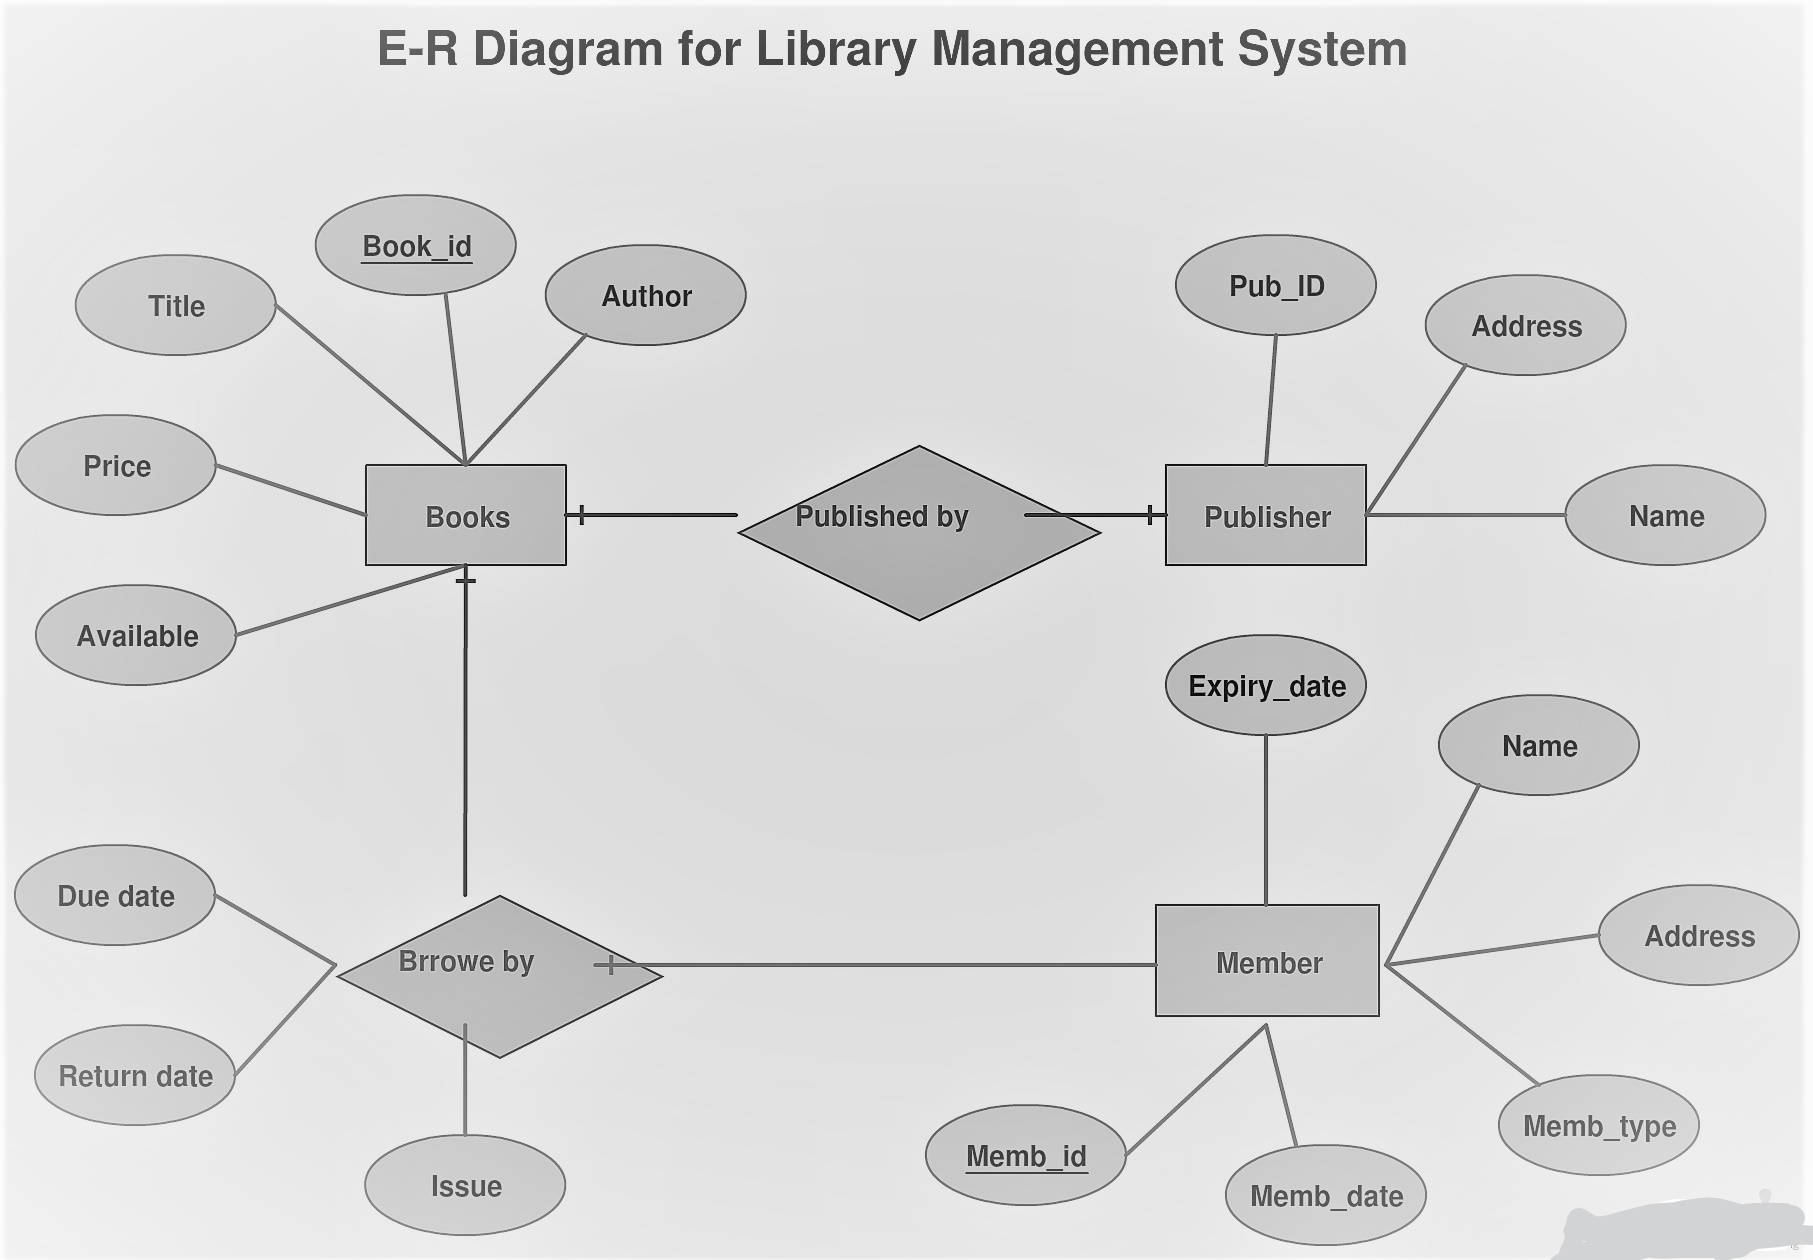 E-R Diagram for Library Management System
Book_id
Title
Author
Pub_ID
Address
Price
Books
Published by
Publisher
Name
Available
Expiry_date
Name
Due date
Brrowe by
Member
Address
Return date
Memb_type
Memb_id
Issue
Memb_date